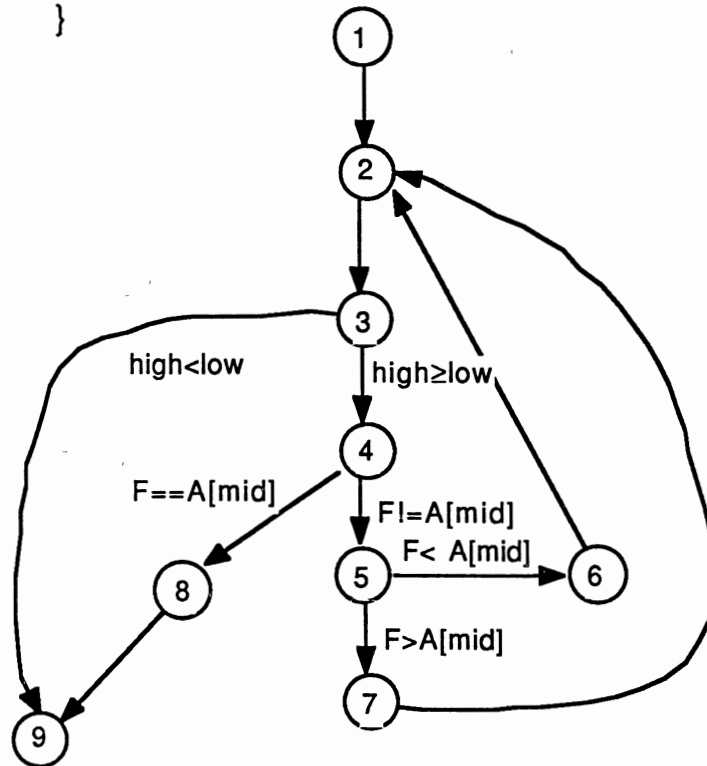 }
1
2
3
high<low
high≥low
4
F==A[mid]
F!=A[mid]
F< A[mid]
5
6
8
F>A[mid]
7
9